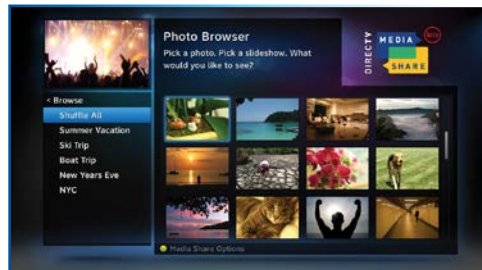 Photo Browser
Pick a photo. Pick a slideshow. What
would you like to see?
DIRECTV
MEDIA
BETA
SHARE
< Browse
Shuffle All
Summer Vacation
Ski Trip
Boat Trip
New Years Eve
NYC
Media Share Options